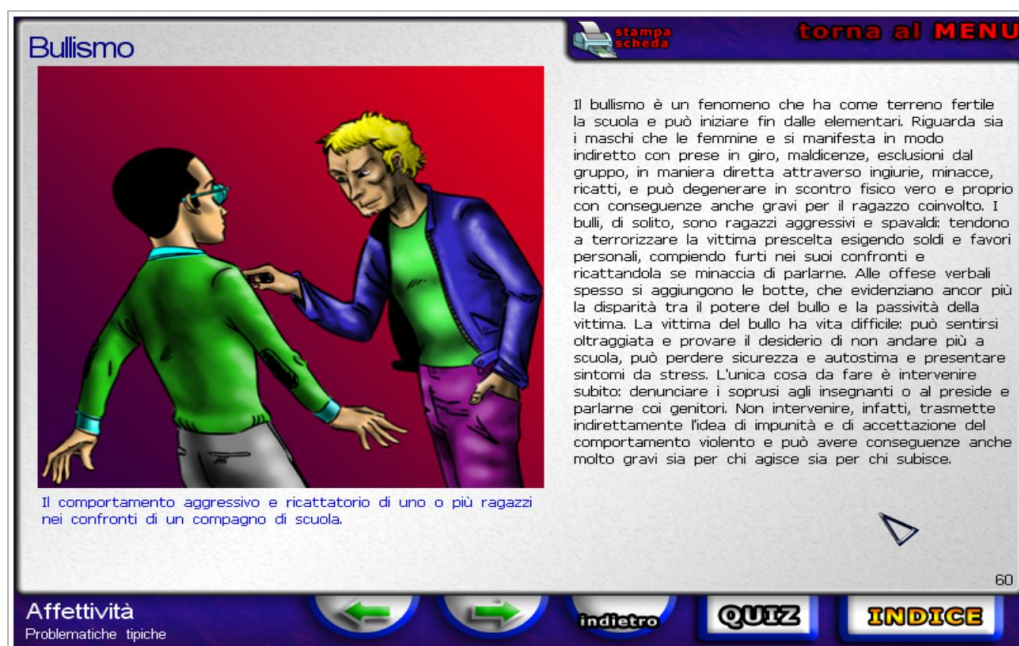 Bullismo
stampa
scheda
torna al MENU
Il bullismo è un fenomeno che ha come terreno fertile
la scuola e può iniziare fin dalle elementari. Riguarda sia
i maschi che le femmine e si manifesta in modo
indiretto con prese in giro, maldicenze, esclusioni dal
gruppo, in maniera diretta attraverso ingiurie, minacce,
ricatti, e può degenerare in scontro fisico vero e proprio
con conseguenze anche gravi per il ragazzo coinvolto. I
bulli, di solito, sono ragazzi aggressivi e spavaldi: tendono
a terrorizzare la vittima prescelta esigendo soldi e favori
personali, compiendo furti nei suoi confronti e
ricattandola se minaccia di parlarne. Alle offese verbali
spesso si aggiungono le botte, che evidenziano ancor più
la disparità tra il potere del bullo e la passività della
vittima. La vittima del bullo ha vita difficile: può sentirsi
oltraggiata e provare il desiderio di non andare più a
scuola, può perdere sicurezza e autostima e presentare
sintomi da stress. L'unica cosa da fare è intervenire
subito: denunciare i soprusi agli insegnanti o al preside e
parlarne coi genitori. Non intervenire, infatti, trasmette
indirettamente l'idea di impunità e di accettazione del
comportamento violento e può avere conseguenze anche
molto gravi sia per chi agisce sia per chi subisce.
Il comportamento aggressivo e ricattatorio di uno o più ragazzi
nei confronti di un compagno di scuola.
60
Affettività
Problematiche tipiche
indietro
QUIZ
INDICE